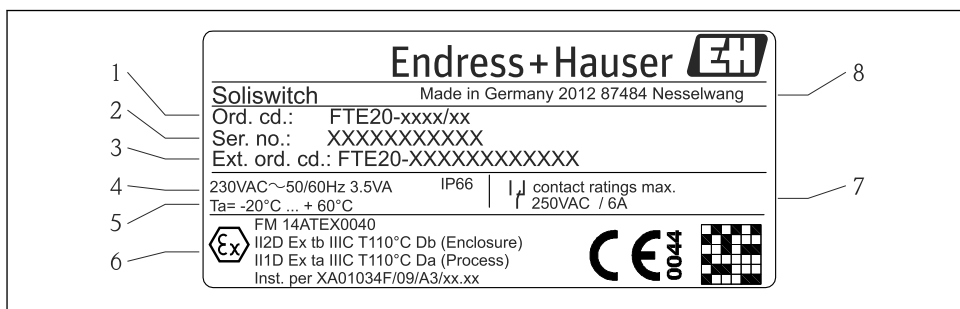 Endress+Hauser EH
Soliswitch Made in Germany 2012 87484 Nesselwang
Ord. cd.: FTE20-xxxx/xx
Ser. no.: XXXXXXXXXXX
Ext. ord. cd.: FTE20-XXXXXXXXXXXXX
230VAC~50/60Hz 3.5VA IP66 contact ratings max.
Ta= -20°C ... + 60°C 250VAC / 6A
FM 14ATEX0040
Ex II2D Ex tb IIIC T110°C Db (Enclosure)
II1D Ex ta IIIC T110°C Da (Process)
Inst. per XA01034F/09/A3/xx.xx
CE 0044
1
2
3
4
5
6
7
8